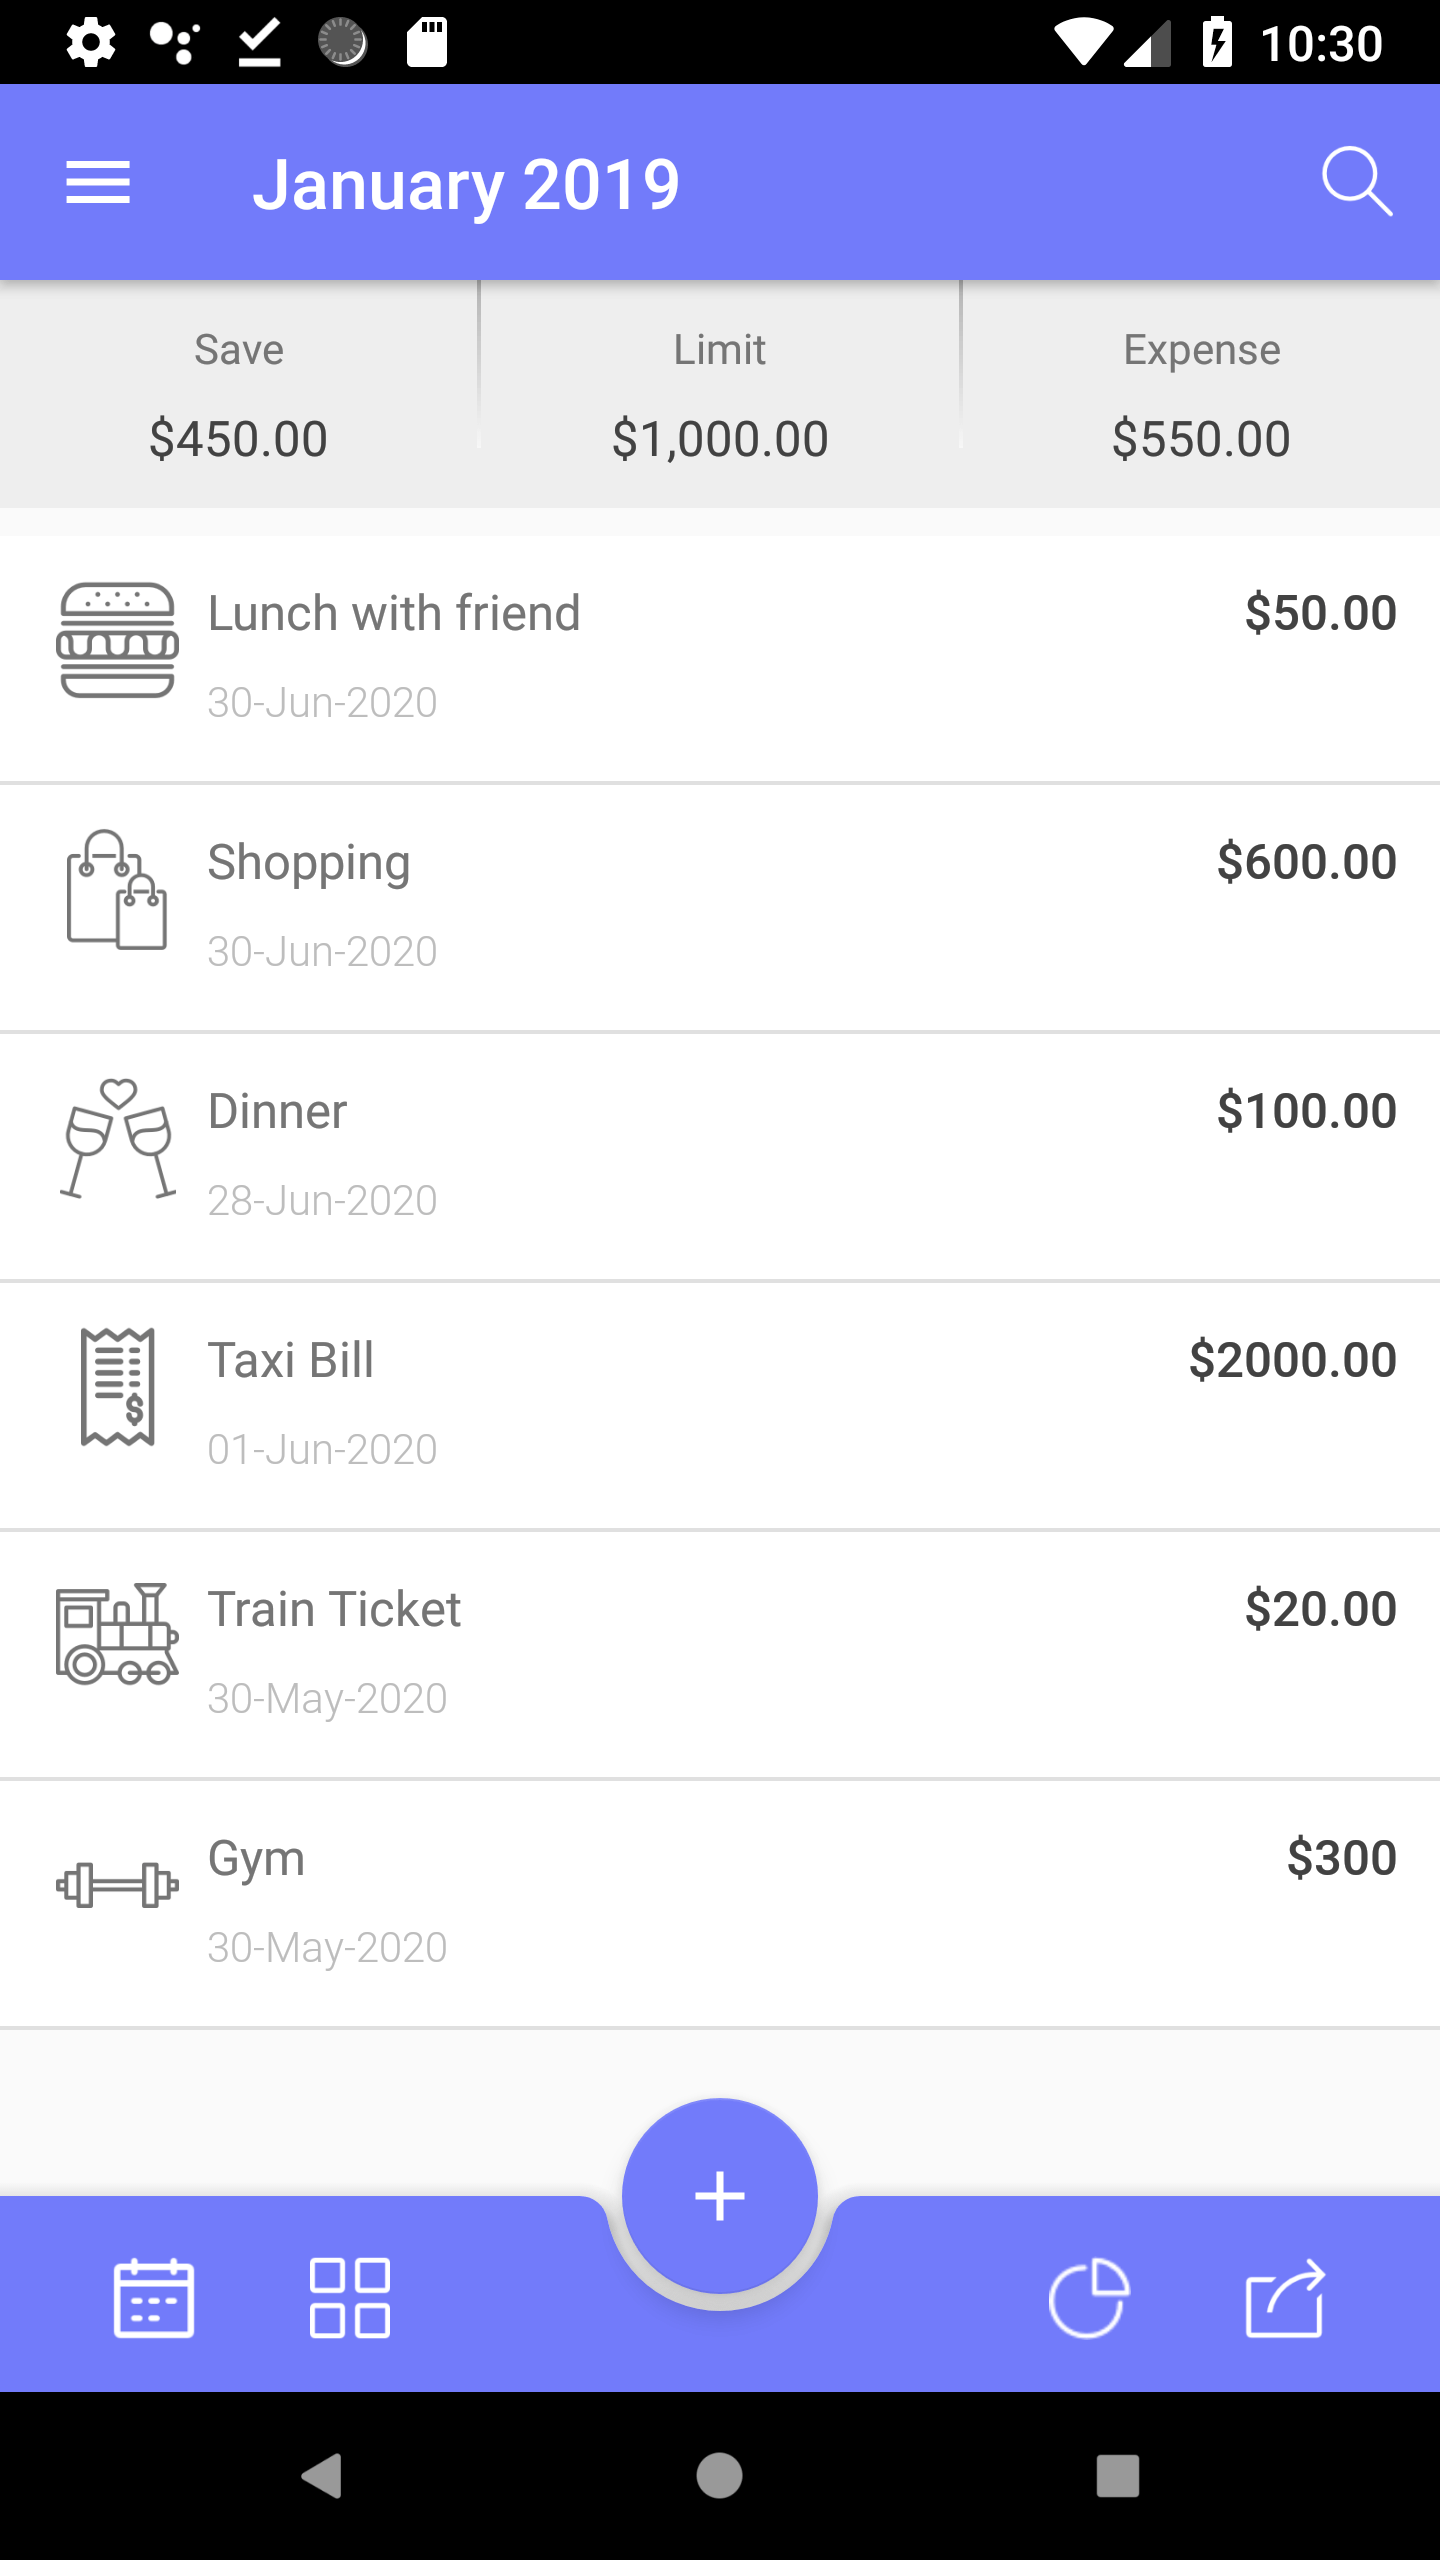 10:30
January 2019
Save
Limit
Expense
$450.00
$1,000.00
$550.00
Lunch with friend
$50.00
30-Jun-2020
Shopping
$600.00
30-Jun-2020
Dinner
$100.00
28-Jun-2020
Taxi Bill
$2000.00
01-Jun-2020
Train Ticket
$20.00
30-May-2020
Gym
$300
30-May-2020